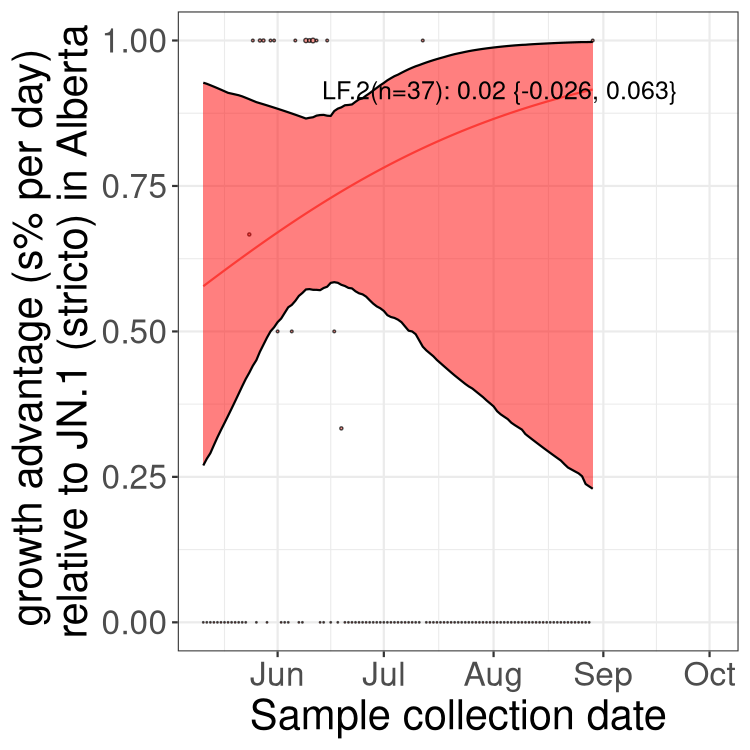 growth advantage (s% per day)
relative to JN.1 (stricto) in Alberta
1.00
0.75
0.50
0.25
0.00
LF.2(n=37): 0.02 {-0.026, 0.063}
Jun Jul Aug Sep Oct
Sample collection date